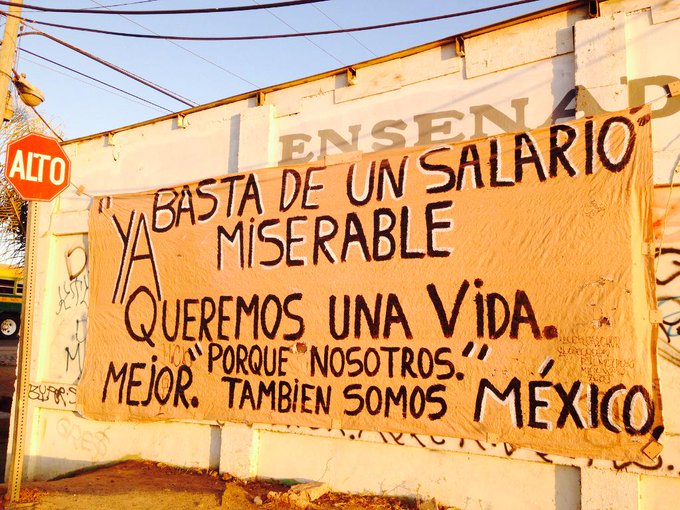 ENSENAD
ALTO
"YA BASTA DE UN SALARIO
MISERABLE
QUEREMOS UNA VIDA.
MEJOR. "PORQUE NOSOTROS."
TAMBIEN SOMOS MÉXICO.